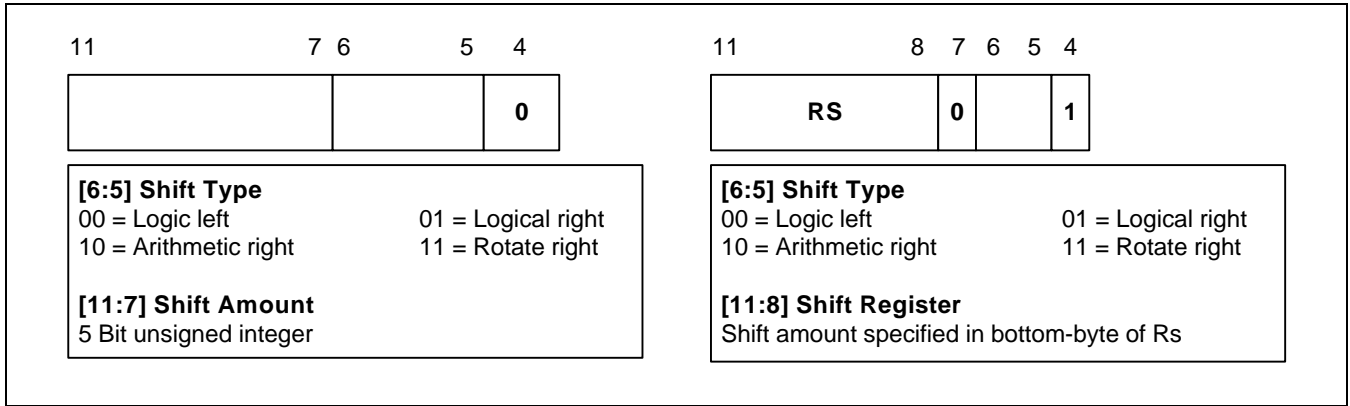 11 7 6 5 4
0
[6:5] Shift Type
00 = Logic left 01 = Logical right
10 = Arithmetic right 11 = Rotate right
[11:7] Shift Amount
5 Bit unsigned integer
11 8 7 6 5 4
RS 0 1
[6:5] Shift Type
00 = Logic left 01 = Logical right
10 = Arithmetic right 11 = Rotate right
[11:8] Shift Register
Shift amount specified in bottom-byte of Rs